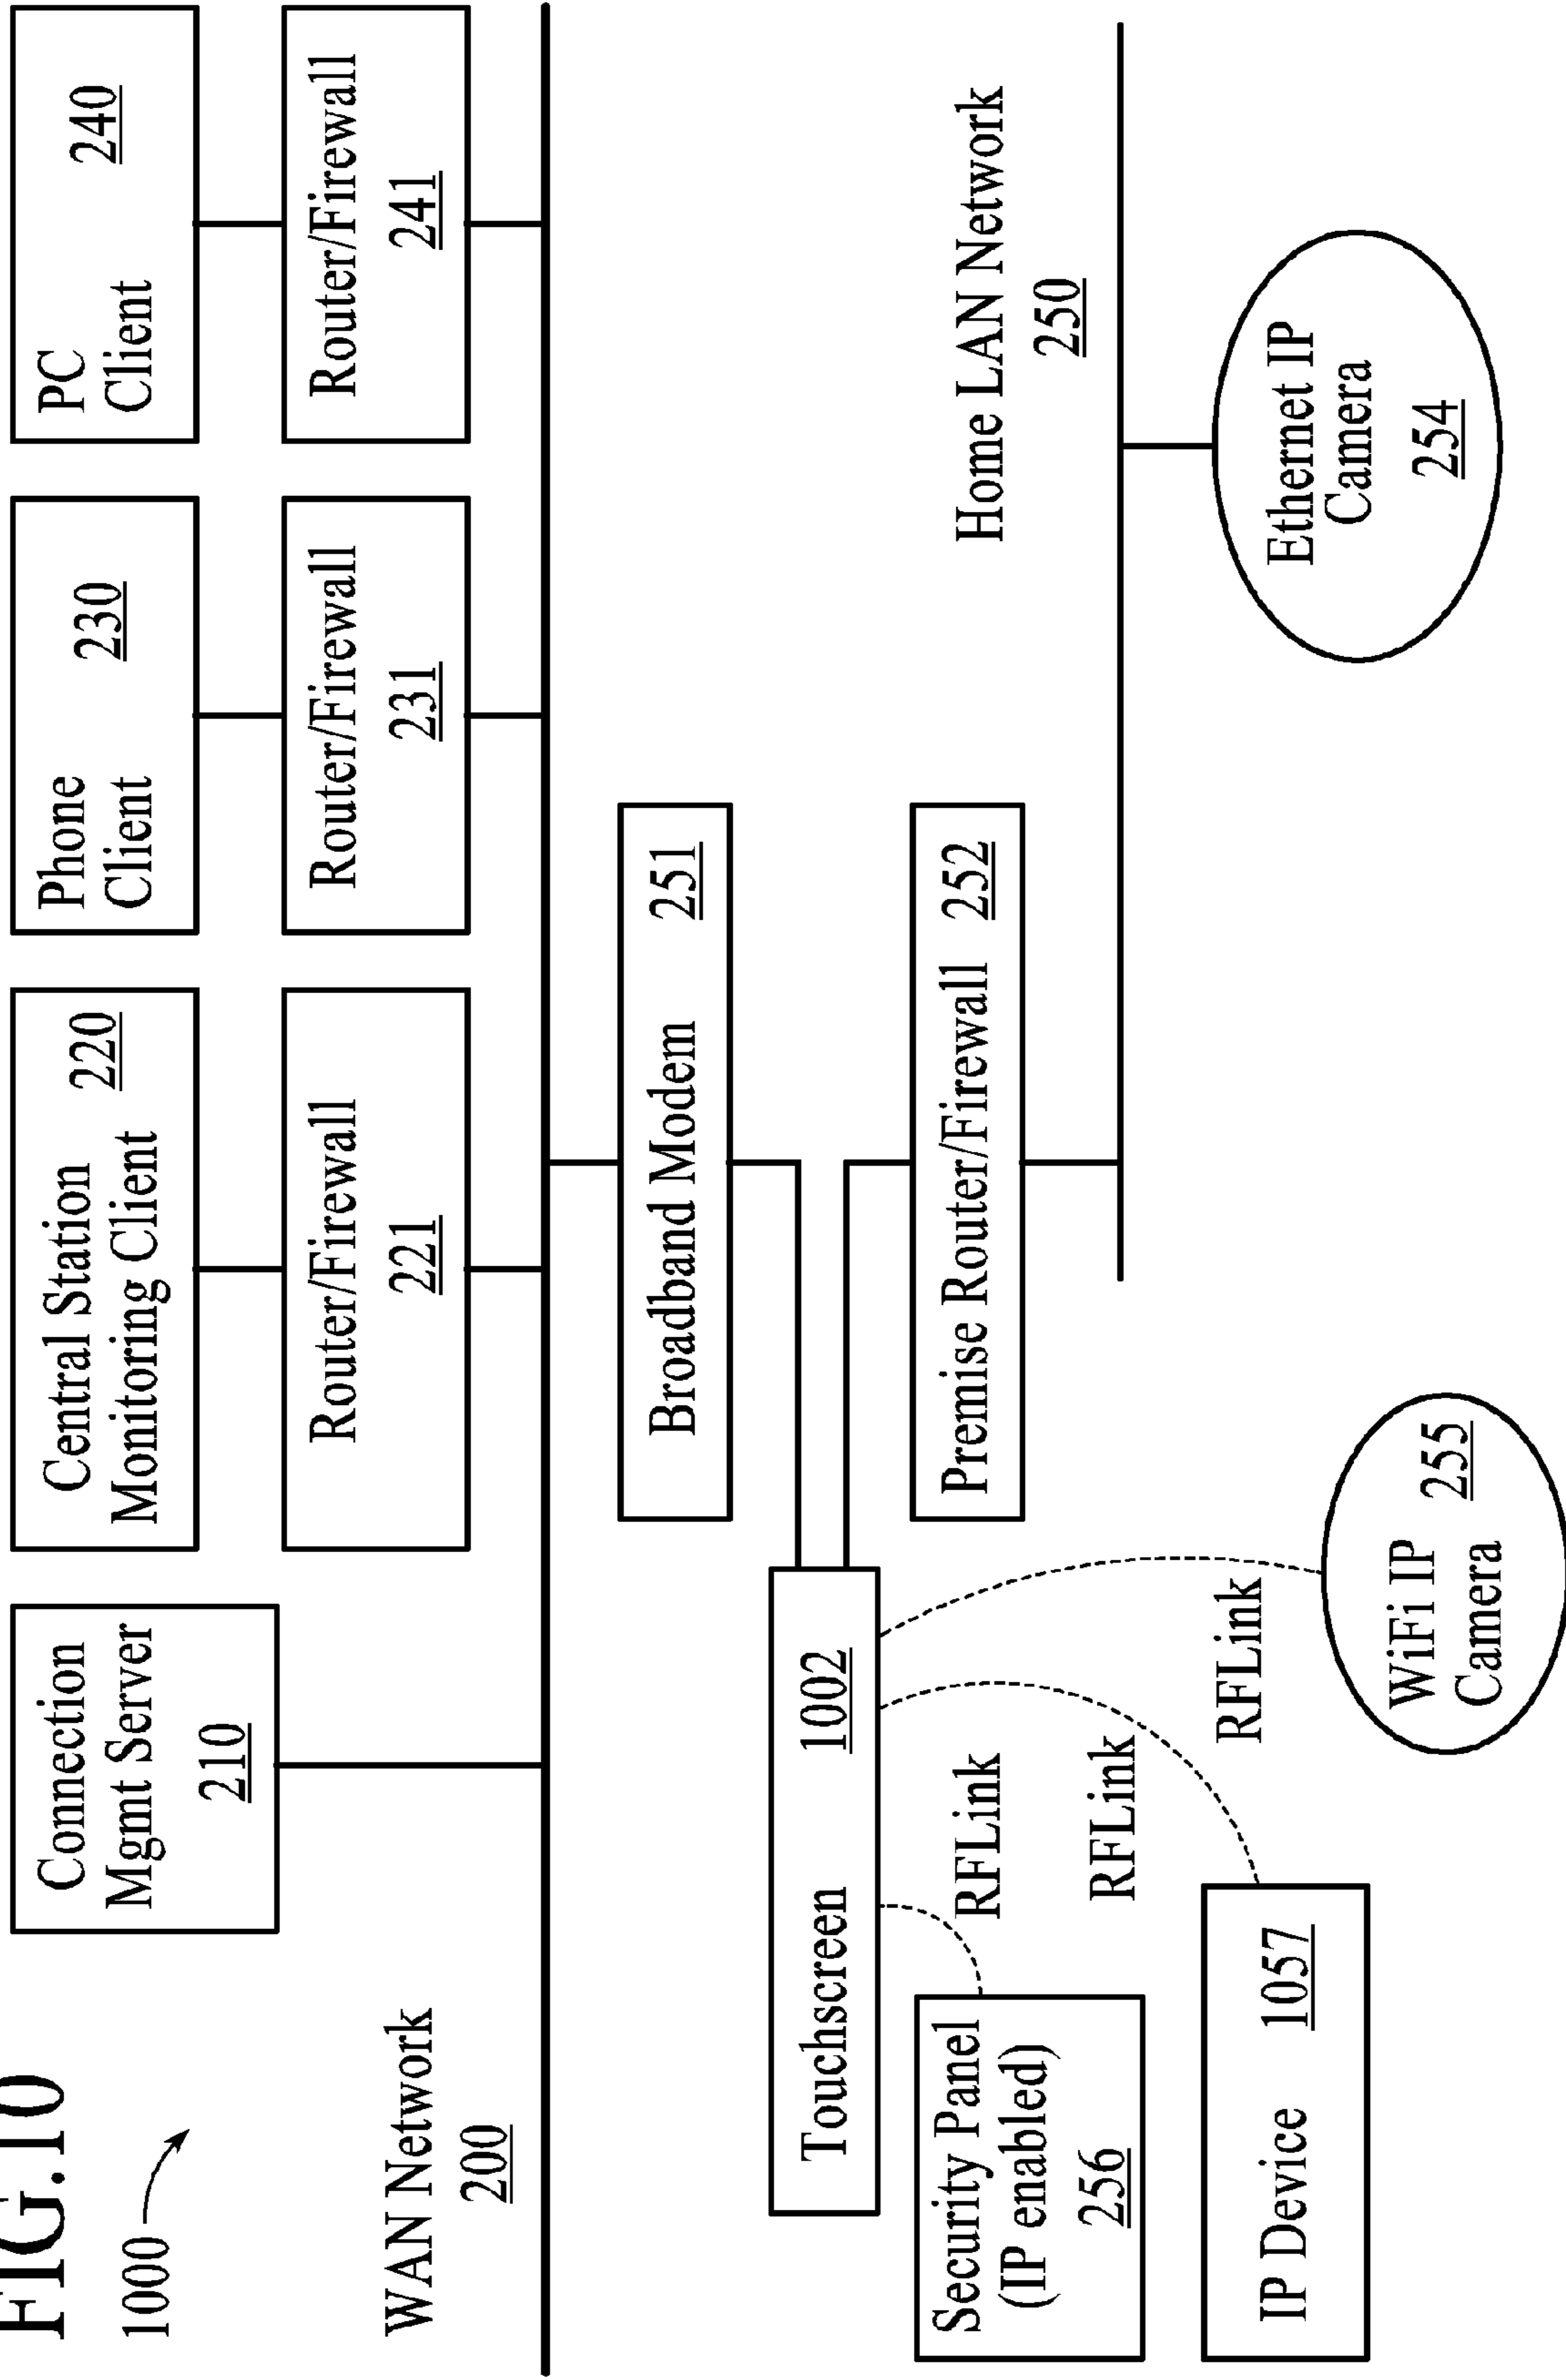 FIG.10
1000
WAN Network
200
Connection
Mgmt Server
210
Central Station
Monitoring Client
220
Router/Firewall
221
Phone
Client
230
Router/Firewall
231
PC
Client
240
Router/Firewall
241
Broadband Modem 251
Touchscreen 1002
Premise Router/Firewall 252
Home LAN Network
250
Security Panel
(IP enabled)
256
RFLink
RFLink
RFLink
IP Device 1057
WiFi IP
Camera 255
Ethernet IP
Camera
254